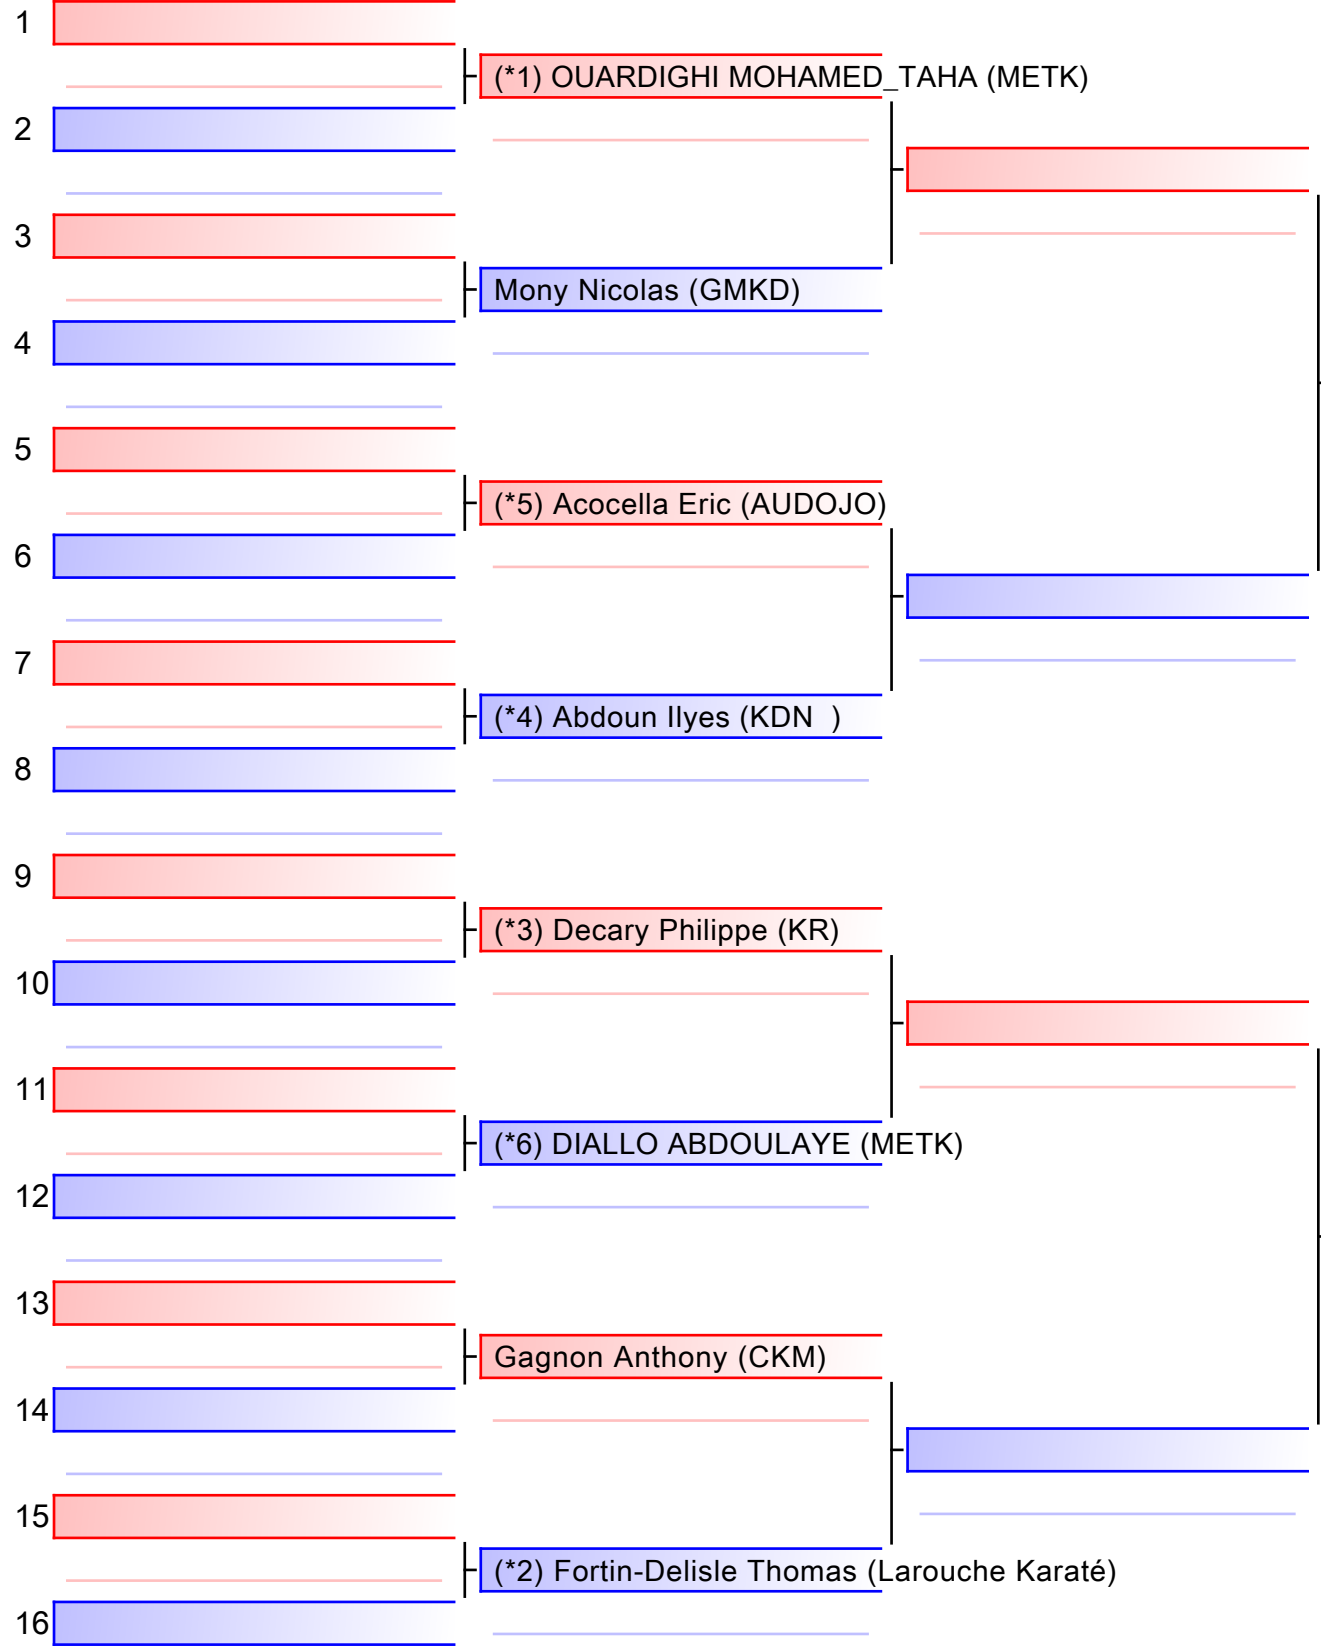 1
(*1) OUARDIGHI MOHAMED_TAHA (METK)
2
3
Mony Nicolas (GMKD)
4
5
(*5) Acocella Eric (AUDOJO)
6
7
(*4) Abdoun Ilyes (KDN  )
8
9
(*3) Decary Philippe (KR)
10
11
(*6) DIALLO ABDOULAYE (METK)
12
13
Gagnon Anthony (CKM)
14
15
(*2) Fortin-Delisle Thomas (Larouche Karaté)
16